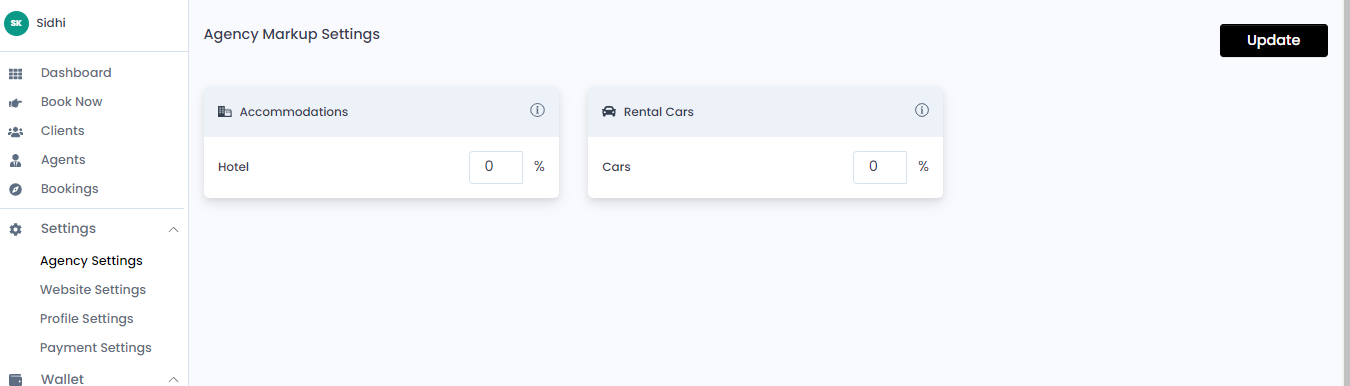 SK Sidhi
Dashboard
Book Now
Clients
Agents
Bookings
Settings
Agency Settings
Website Settings
Profile Settings
Payment Settings
Wallet
Agency Markup Settings
Update
Accommodations
Hotel 0 %
Rental Cars
Cars 0 %